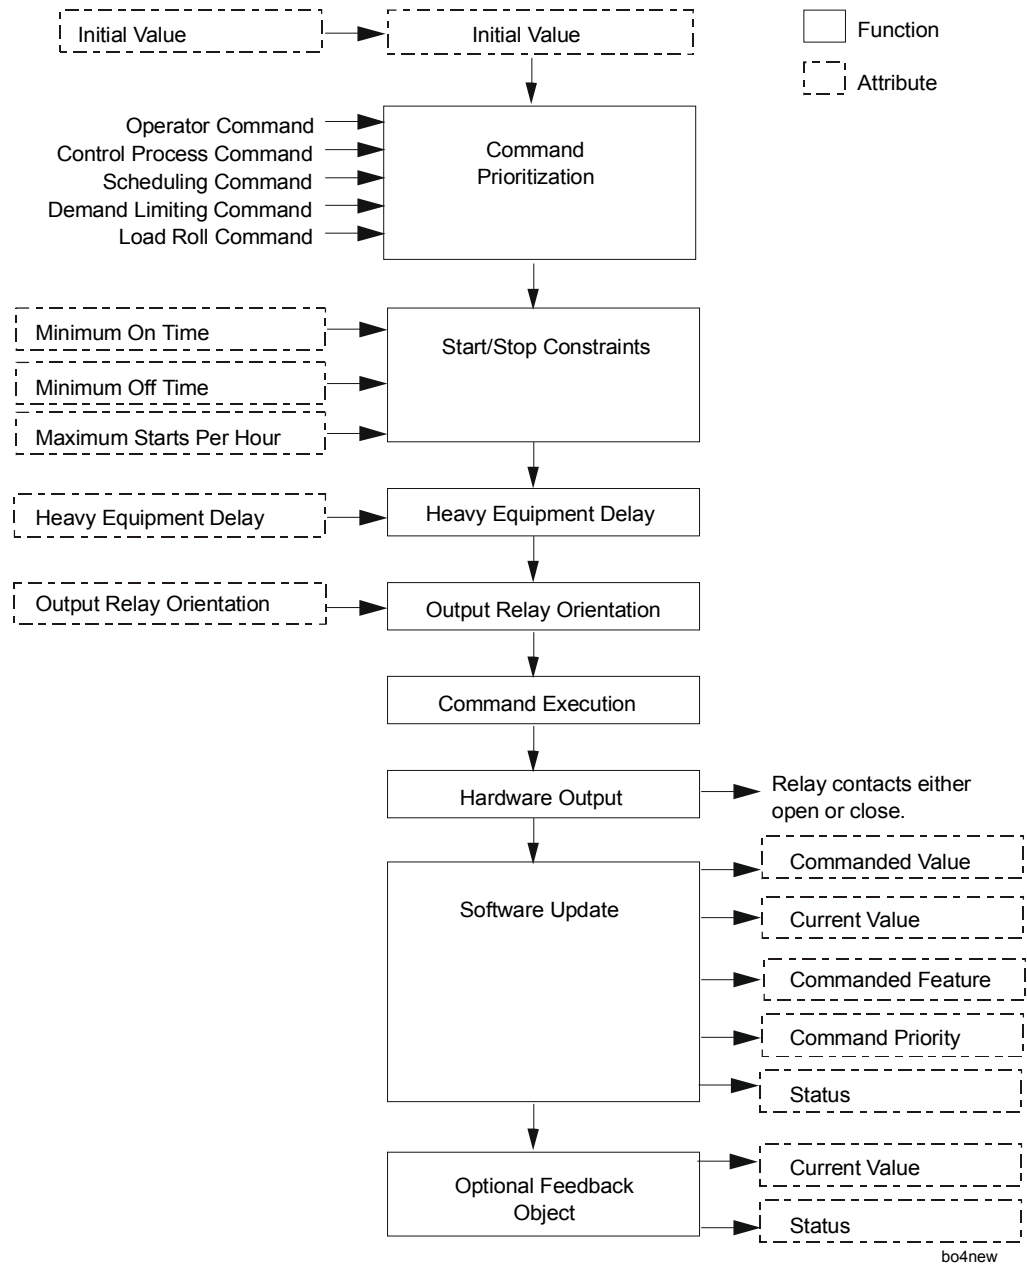 Initial Value
Initial Value
Function
Attribute
Operator Command
Control Process Command
Scheduling Command
Demand Limiting Command
Load Roll Command
Command
Prioritization
Minimum On Time
Minimum Off Time
Maximum Starts Per Hour
Start/Stop Constraints
Heavy Equipment Delay
Heavy Equipment Delay
Output Relay Orientation
Output Relay Orientation
Command Execution
Hardware Output
Relay contacts either
open or close.
Software Update
Commanded Value
Current Value
Commanded Feature
Command Priority
Status
Optional Feedback
Object
Current Value
Status
bo4new